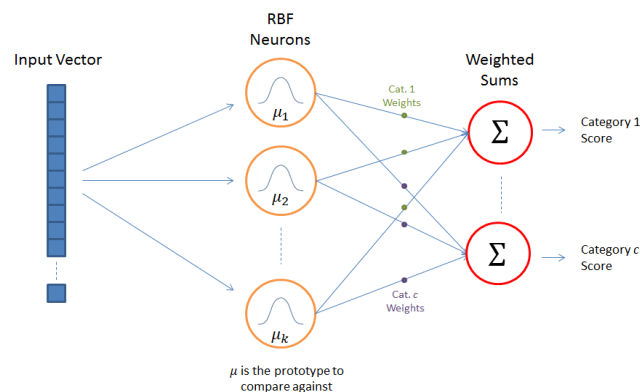 RBF
Neurons
Input Vector
Weighted
Sums
Cat. 1
Weights
μ1
Σ
Category 1
Score
μ2
Σ
Category c
Score
Cat. c
Weights
μk
μ is the prototype to
compare against